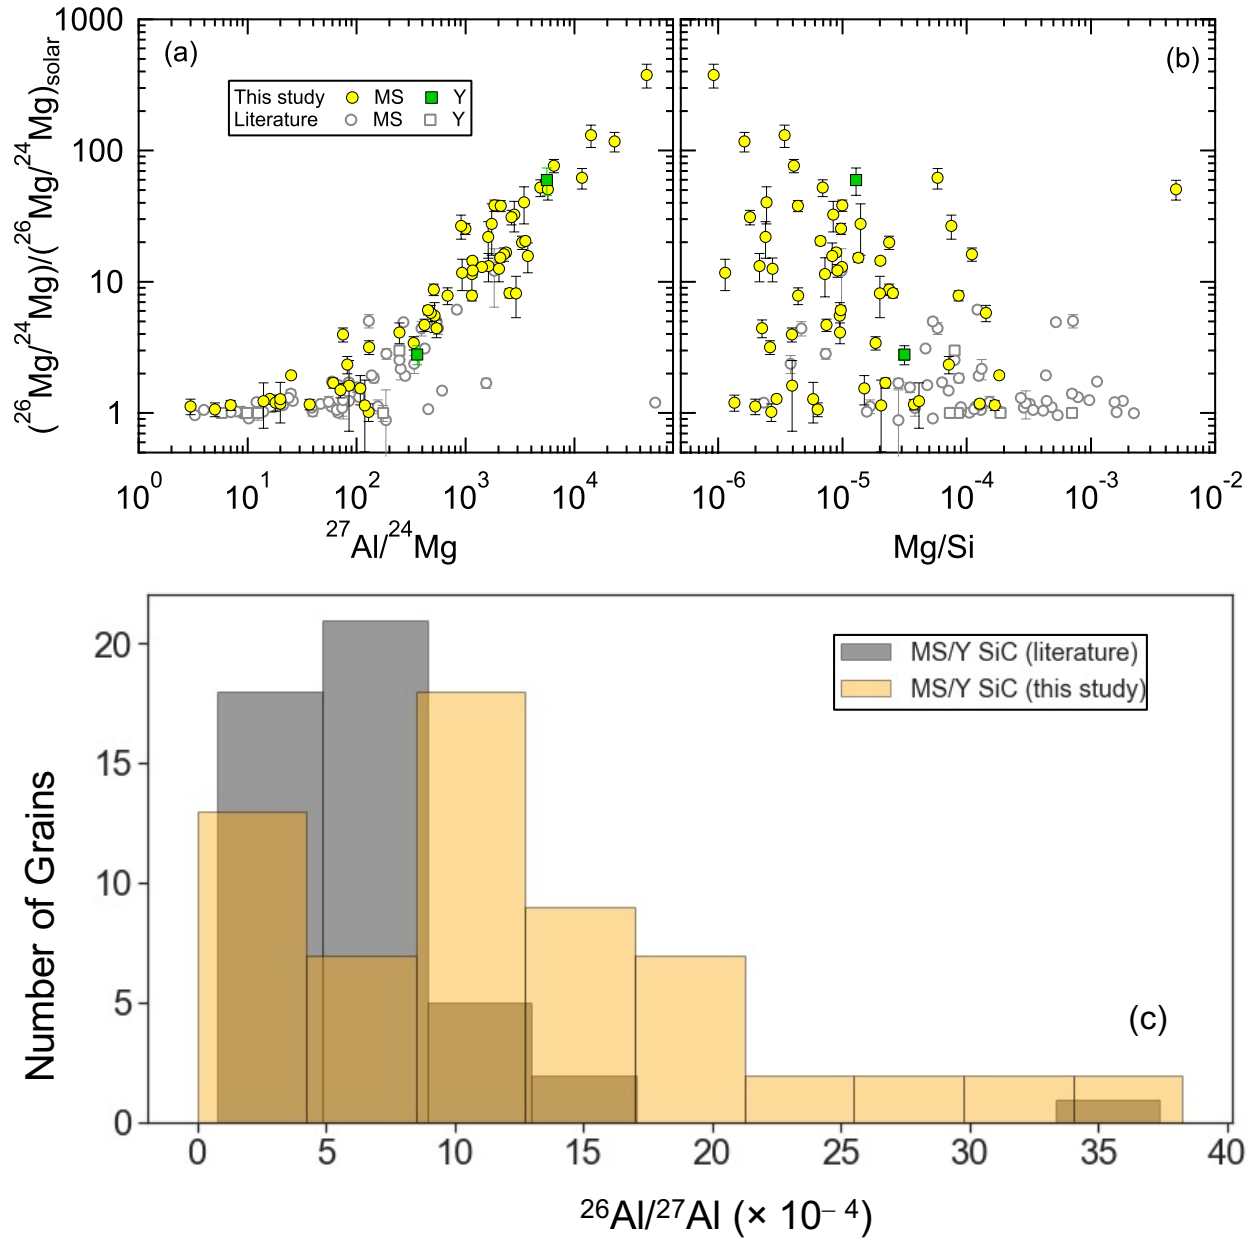 1000
100
10
1
(²⁶Mg/²⁴Mg)/(²⁶Mg/²⁴Mg)solar
(a)
This study MS Y
Literature MS Y
(b)
10⁰ 10¹ 10² 10³ 10⁴
²⁷Al/²⁴Mg
10⁻⁶ 10⁻⁵ 10⁻⁴ 10⁻³ 10⁻²
Mg/Si
20
15
10
5
0
Number of Grains
MS/Y SiC (literature)
MS/Y SiC (this study)
(c)
0 5 10 15 20 25 30 35 40
²⁶Al/²⁷Al (× 10⁻ ⁴)